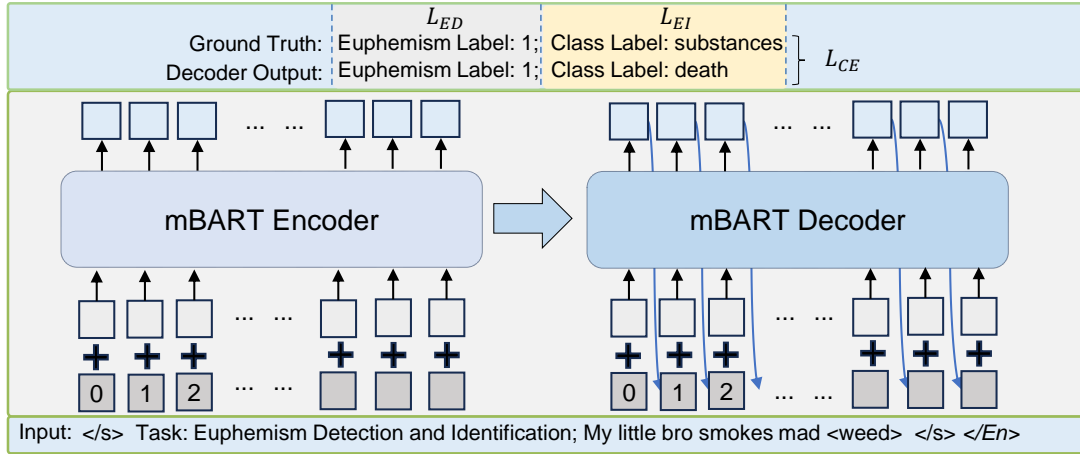 L_ED L_EI
Ground Truth: Euphemism Label: 1; Class Label: substances
Decoder Output: Euphemism Label: 1; Class Label: death
L_CE
... ... ... ...
mBART Encoder mBART Decoder
... ... ... ...
0 1 2 ... ... 0 1 2 ... ...
Input: </s> Task: Euphemism Detection and Identification; My little bro smokes mad <weed> </s> </En>